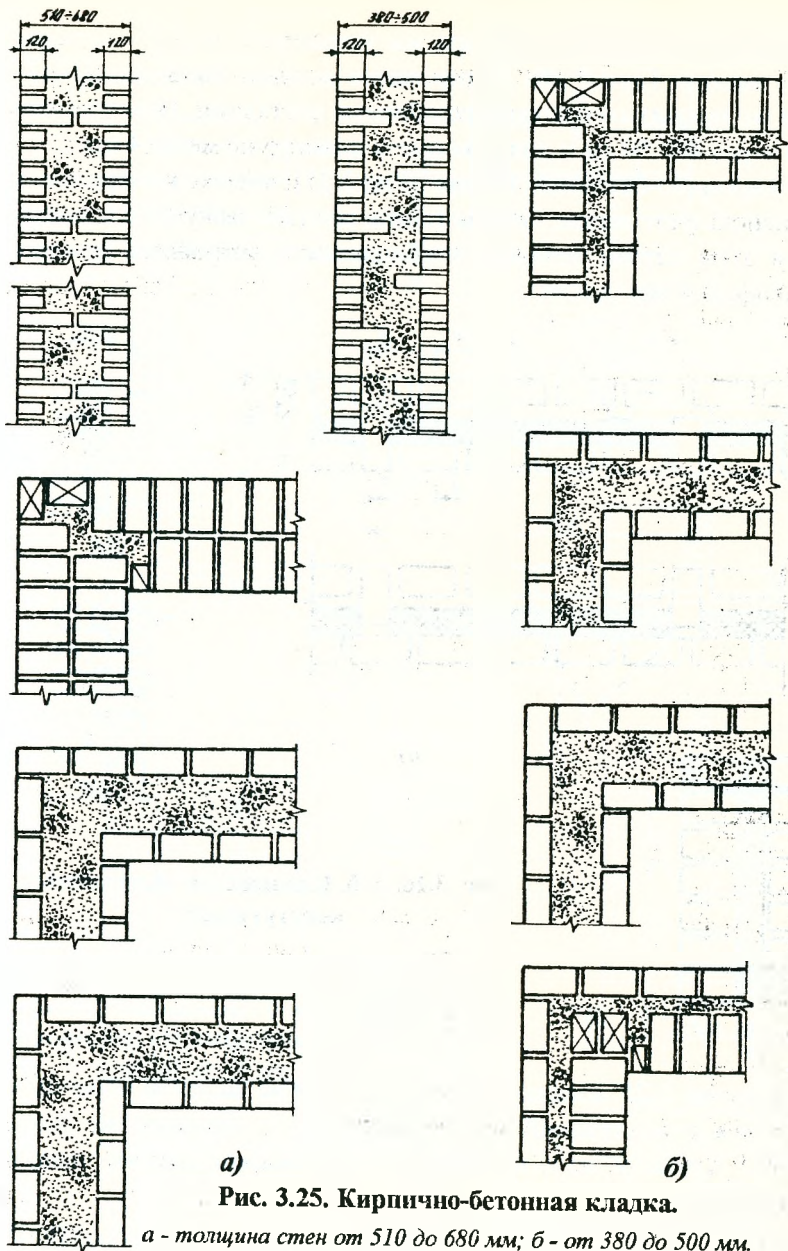 510÷680
380÷500
120 120
120 120
а) б)
Рис. 3.25. Кирпично-бетонная кладка.
а - толщина стен от 510 до 680 мм; б - от 380 до 500 мм.